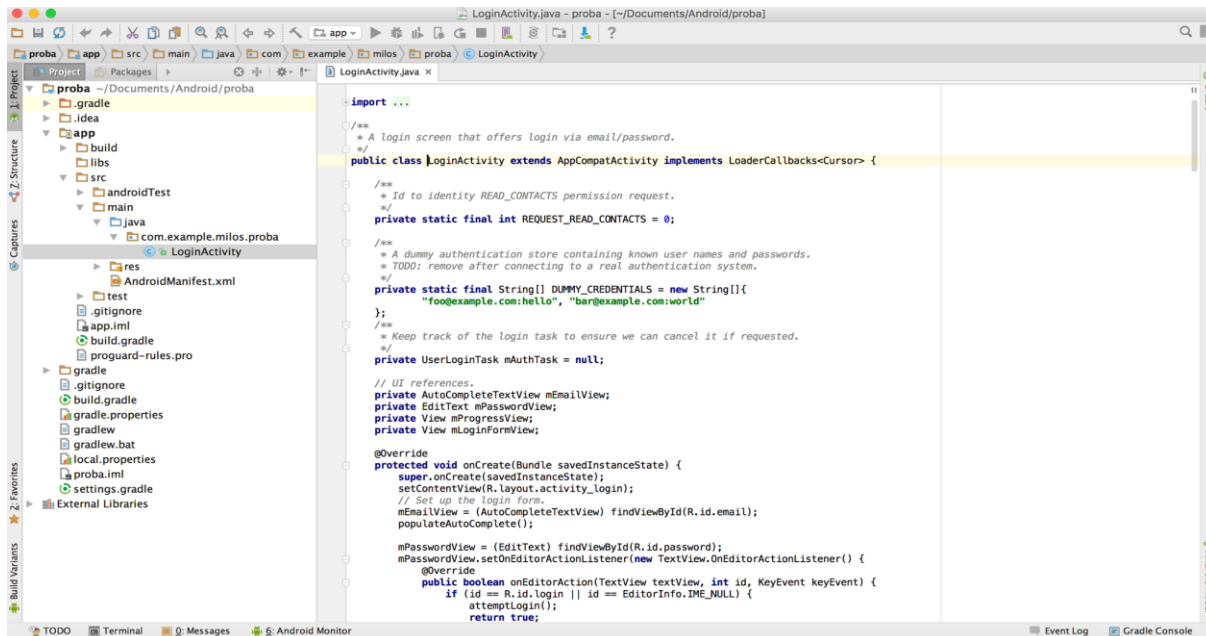 LoginActivity.java - proba - [~/Documents/Android/proba]
app
proba app src main java com example milos proba LoginActivity
Project Packages
LoginActivity.java ×
1: Project
Z: Structure
Captures
2: Favorites
Build Variants
proba ~/Documents/Android/proba
.gradle
.idea
app
build
libs
src
androidTest
main
java
com.example.milos.proba
LoginActivity
res
AndroidManifest.xml
test
.gitignore
app.iml
build.gradle
proguard-rules.pro
gradle
.gitignore
build.gradle
gradle.properties
gradlew
gradlew.bat
local.properties
proba.iml
settings.gradle
External Libraries
import ...
/**
* A login screen that offers login via email/password.
*/
public class LoginActivity extends AppCompatActivity implements LoaderCallbacks<Cursor> {
/**
* Id to identity READ_CONTACTS permission request.
*/
private static final int REQUEST_READ_CONTACTS = 0;
/**
* A dummy authentication store containing known user names and passwords.
* TODO: remove after connecting to a real authentication system.
*/
private static final String[] DUMMY_CREDENTIALS = new String[]{
"foo@example.com:hello", "bar@example.com:world"
};
/**
* Keep track of the login task to ensure we can cancel it if requested.
*/
private UserLoginTask mAuthTask = null;
// UI references.
private AutoCompleteTextView mEmailView;
private EditText mPasswordView;
private View mProgressView;
private View mLoginFormView;
@Override
protected void onCreate(Bundle savedInstanceState) {
super.onCreate(savedInstanceState);
setContentView(R.layout.activity_login);
// Set up the login form.
mEmailView = (AutoCompleteTextView) findViewById(R.id.email);
populateAutoComplete();
mPasswordView = (EditText) findViewById(R.id.password);
mPasswordView.setOnEditorActionListener(new TextView.OnEditorActionListener() {
@Override
public boolean onEditorAction(TextView textView, int id, KeyEvent keyEvent) {
if (id == R.id.login || id == EditorInfo.IME_NULL) {
attemptLogin();
return true;
TODO Terminal 0: Messages 6: Android Monitor Event Log Gradle Console